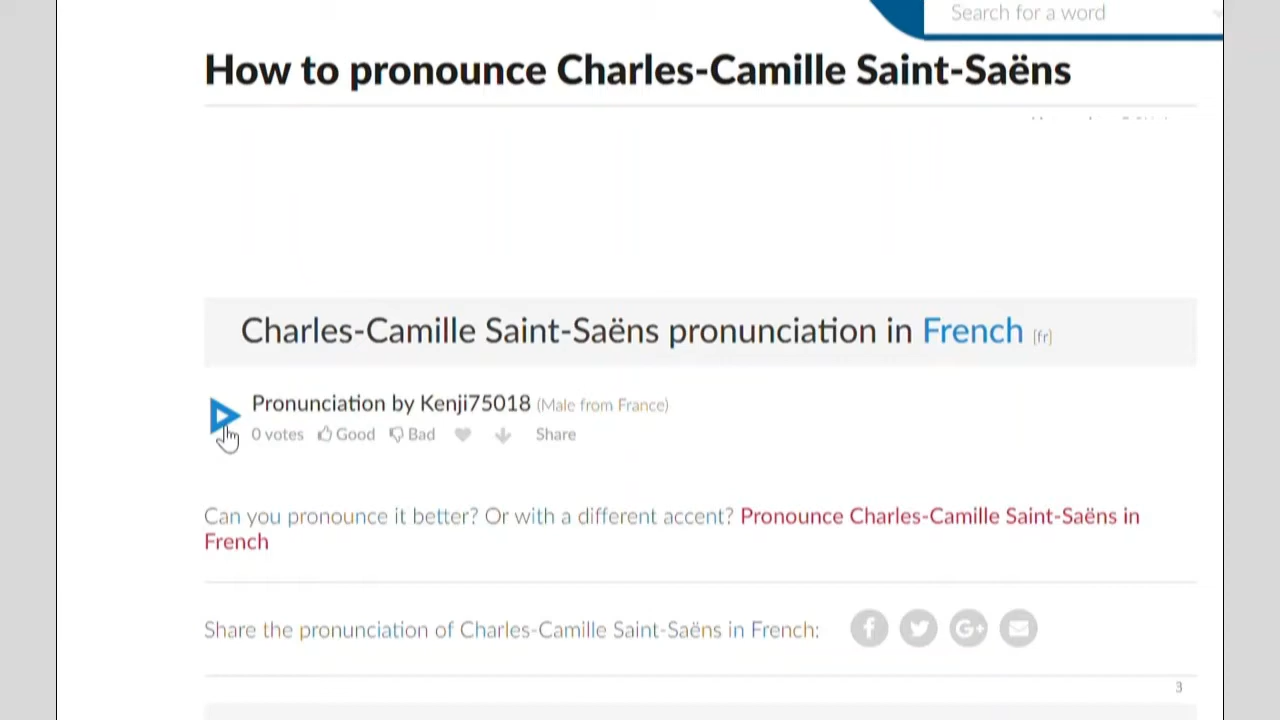 Search for a word
How to pronounce Charles-Camille Saint-Saëns
Charles-Camille Saint-Saëns pronunciation in French [fr]
Pronunciation by Kenji75018 (Male from France)
0 votes Good Bad Share
Can you pronounce it better? Or with a different accent? Pronounce Charles-Camille Saint-Saëns in
French
Share the pronunciation of Charles-Camille Saint-Saëns in French: f G+
3